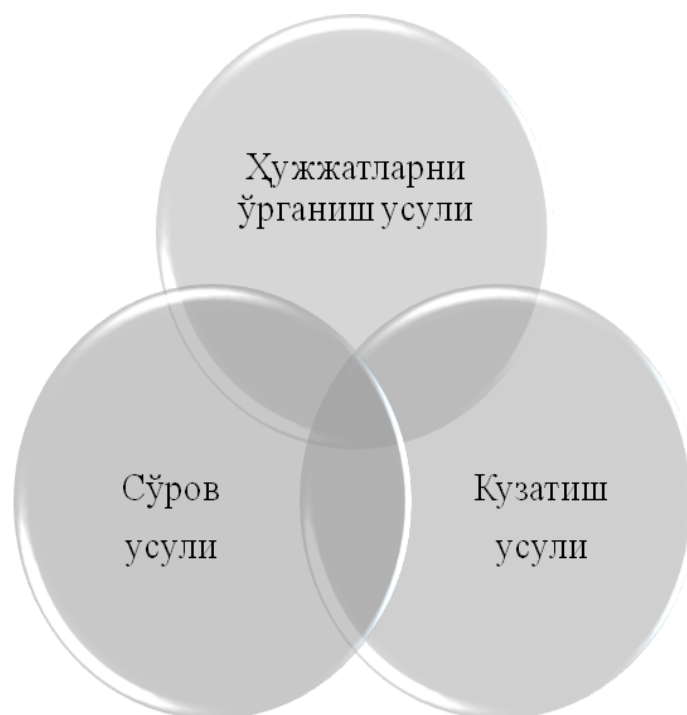 Ҳужжатларни
ўрганиш усули
Сўров
усули
Кузатиш
усули